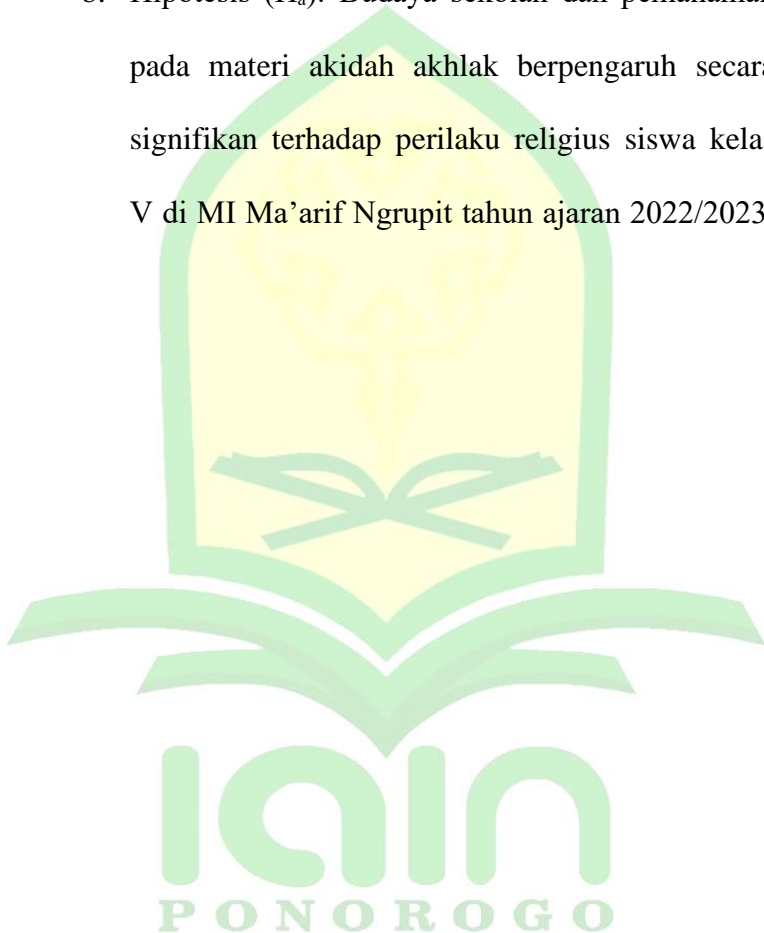 Hipotesis (Ha): Budaya sekolah dan pemahaman
pada materi akidah akhlak berpengaruh secara
signifikan terhadap perilaku religius siswa kela
V di MI Ma'arif Ngrupit tahun ajaran 2022/2023
iain
PONOROGO